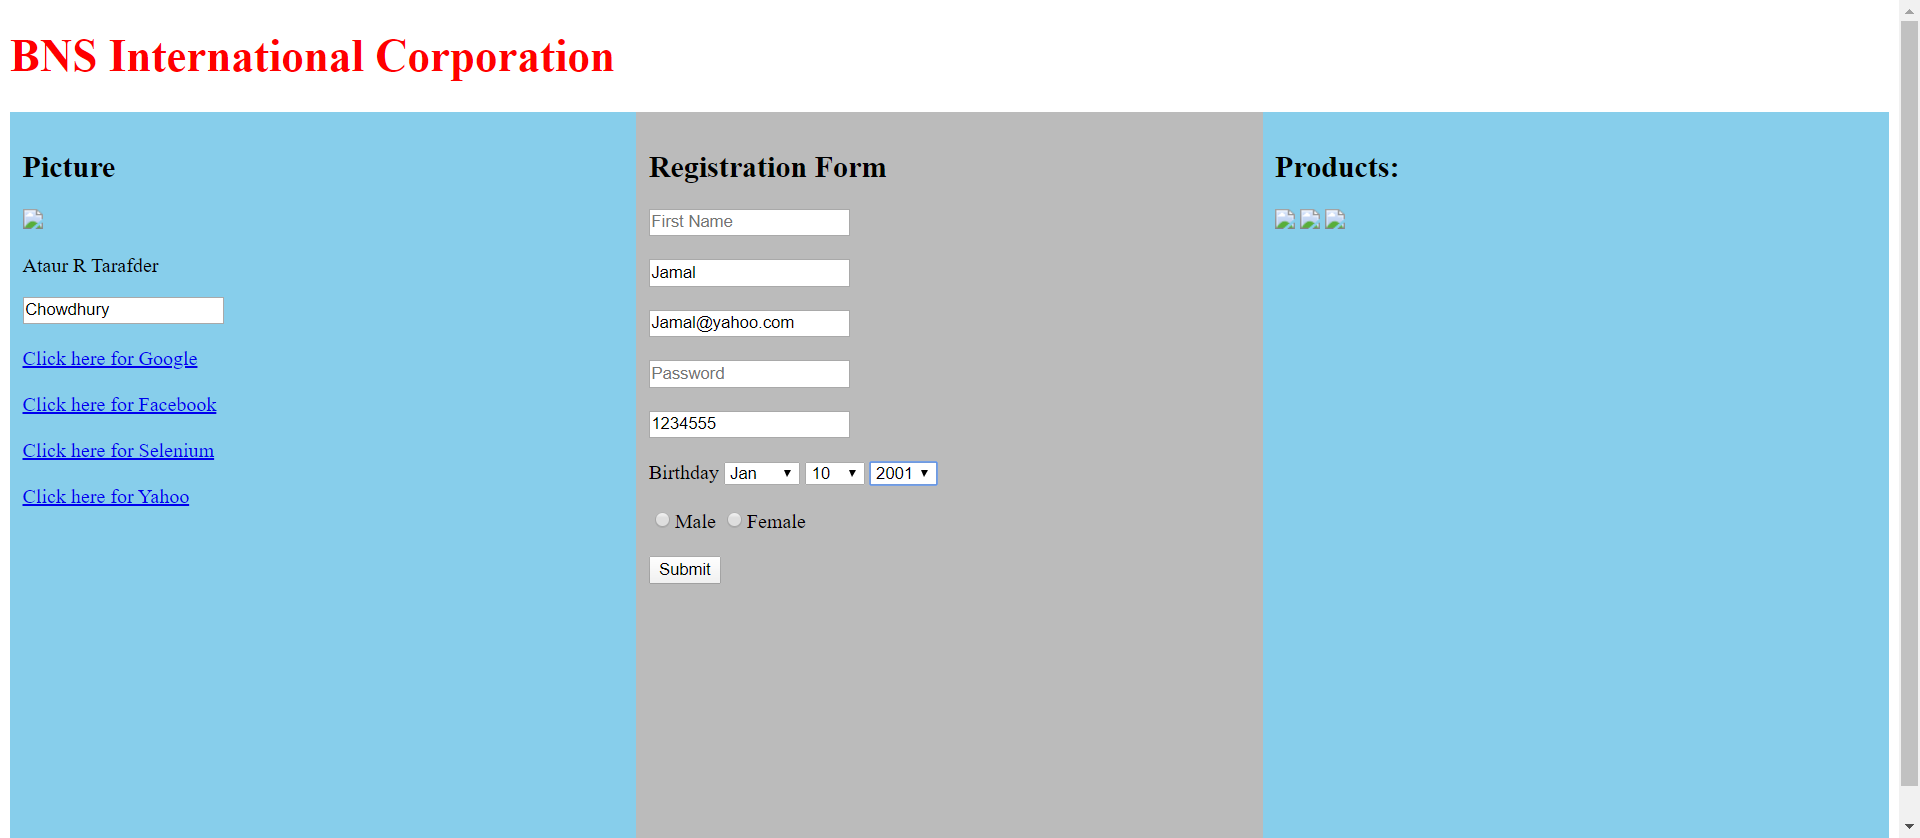 BNS International Corporation
Picture
Ataur R Tarafder
Chowdhury
Click here for Google
Click here for Facebook
Click here for Selenium
Click here for Yahoo
Registration Form
First Name
Jamal
Jamal@yahoo.com
Password
1234555
Birthday Jan 10 2001
Male Female
Submit
Products: